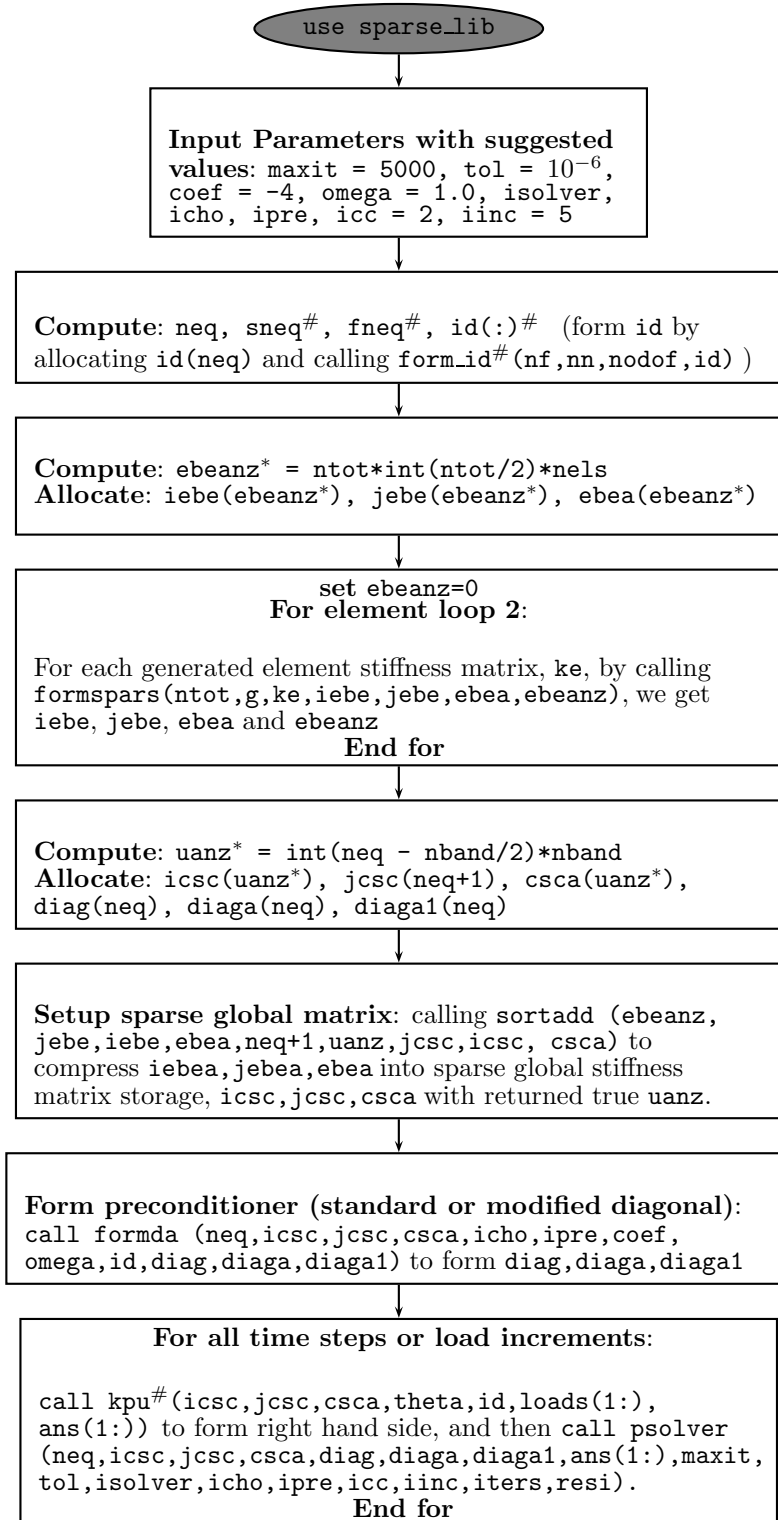 use sparse_lib
Input Parameters with suggested
values: maxit = 5000, tol = 10⁻⁶,
coef = -4, omega = 1.0, isolver,
icho, ipre, icc = 2, iinc = 5
Compute: neq, sneq#, fneq#, id(:)# (form id by
allocating id(neq) and calling form_id#(nf,nn,nodof,id) )
Compute: ebeanz* = ntot*int(ntot/2)*nels
Allocate: iebe(ebeanz*), jebe(ebeanz*), ebea(ebeanz*)
set ebeanz=0
For element loop 2:
For each generated element stiffness matrix, ke, by calling
formspars(ntot,g,ke,iebe,jebe,ebea,ebeanz), we get
iebe, jebe, ebea and ebeanz
End for
Compute: uanz* = int(neq - nband/2)*nband
Allocate: icsc(uanz*), jcsc(neq+1), csca(uanz*),
diag(neq), diaga(neq), diaga1(neq)
Setup sparse global matrix: calling sortadd (ebeanz,
jebe,iebe,ebea,neq+1,uanz,jcsc,icsc, csca) to
compress iebea,jebea,ebea into sparse global stiffness
matrix storage, icsc,jcsc,csca with returned true uanz.
Form preconditioner (standard or modified diagonal):
call formda (neq,icsc,jcsc,csca,icho,ipre,coef,
omega,id,diag,diaga,diaga1) to form diag,diaga,diaga1
For all time steps or load increments:
call kpu#(icsc,jcsc,csca,theta,id,loads(1:),
ans(1:)) to form right hand side, and then call psolver
(neq,icsc,jcsc,csca,diag,diaga,diaga1,ans(1:),maxit,
tol,isolver,icho,ipre,icc,iinc,iters,resi).
End for